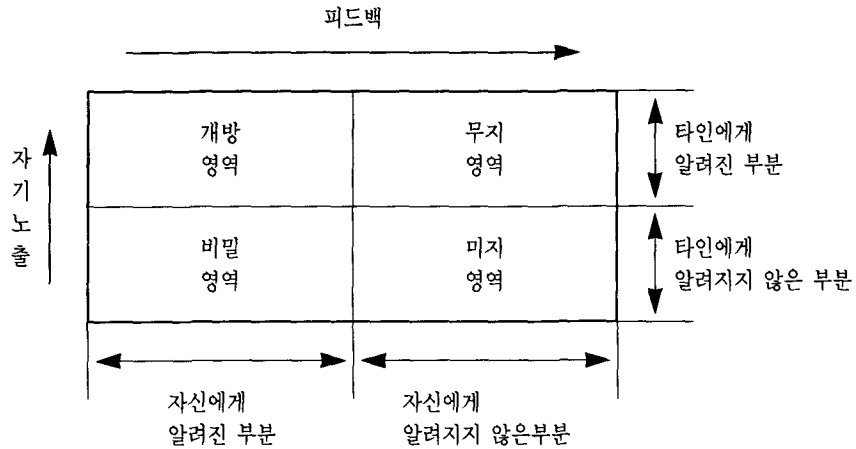 피드백
개방
영역
무지
영역
타인에게
알려진 부분
자
기
노
출
비밀
영역
미지
영역
타인에게
알려지지 않은 부분
자신에게
알려진 부분
자신에게
알려지지 않은부분